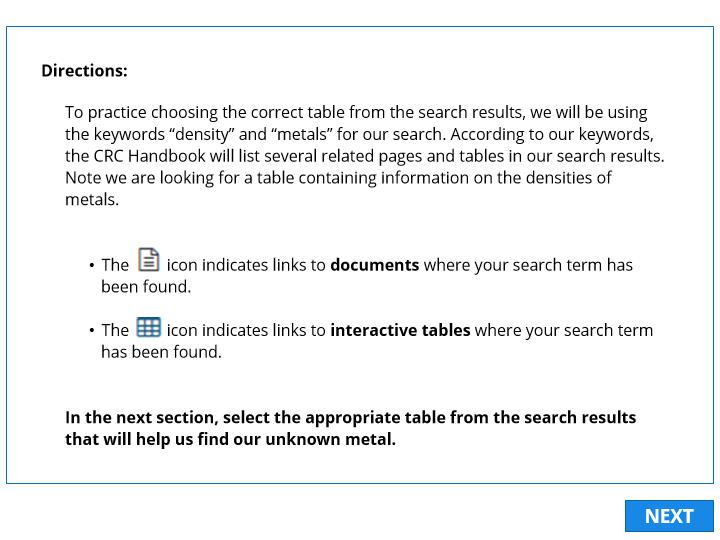 Directions:
To practice choosing the correct table from the search results, we will be using
the keywords “density” and “metals” for our search. According to our keywords,
the CRC Handbook will list several related pages and tables in our search results.
Note we are looking for a table containing information on the densities of
metals.
• The icon indicates links to documents where your search term has
been found.
• The icon indicates links to interactive tables where your search term
has been found.
In the next section, select the appropriate table from the search results
that will help us find our unknown metal.
NEXT